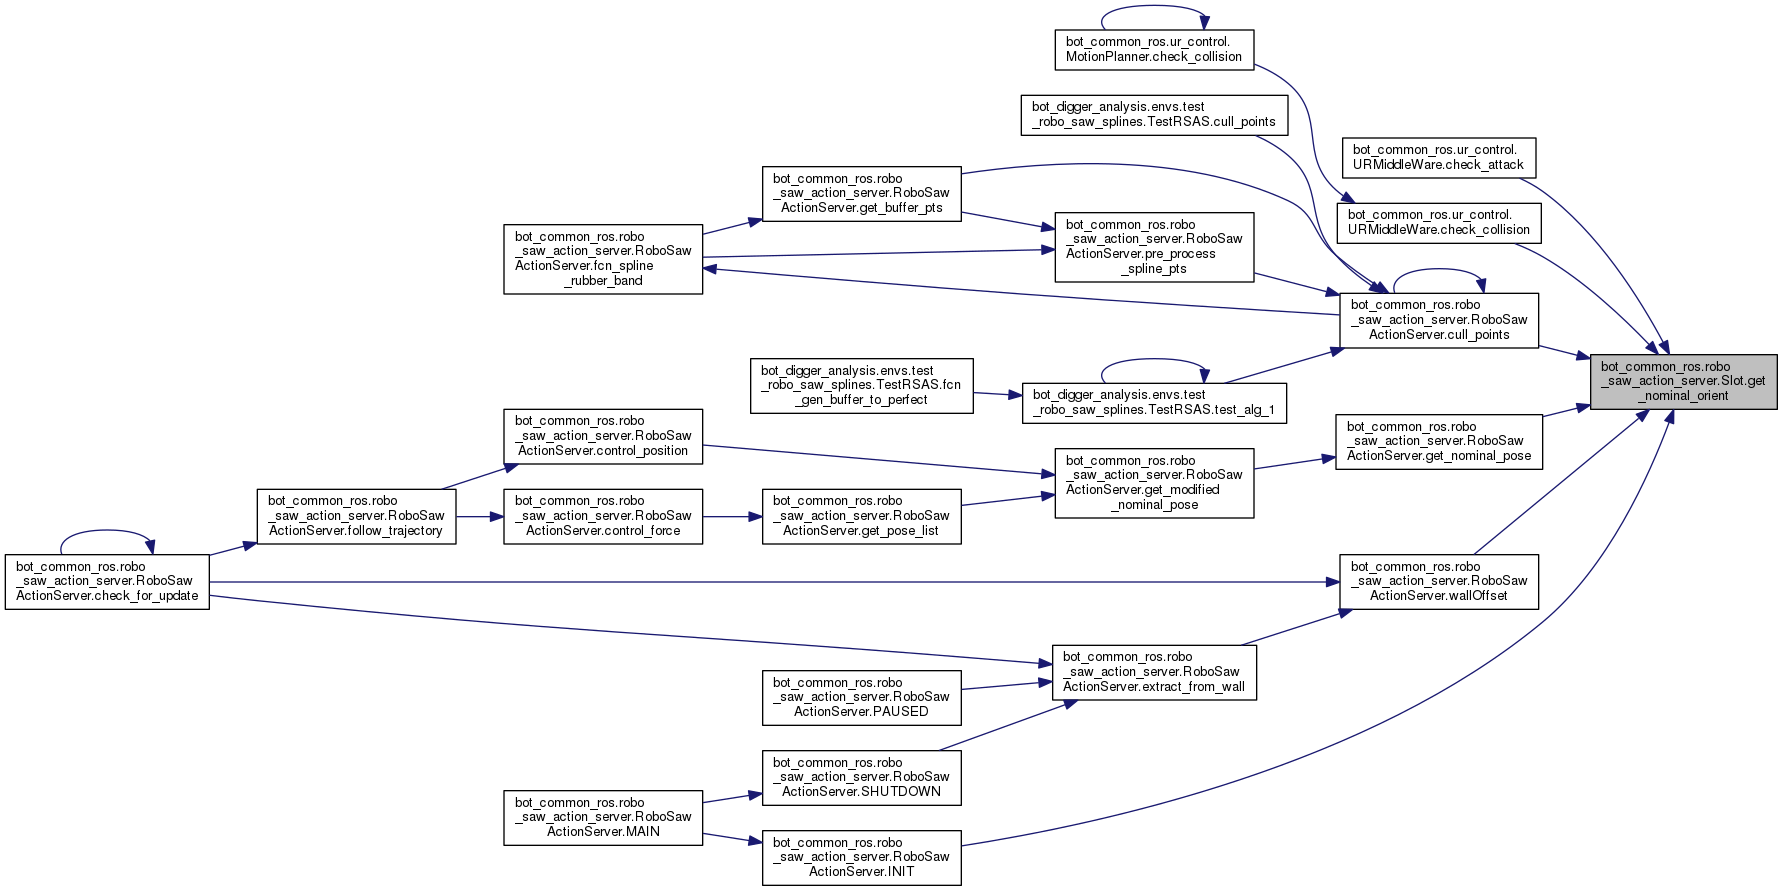 bot_common_ros.ur_control.
MotionPlanner.check_collision
bot_digger_analysis.envs.test
_robo_saw_splines.TestRSAS.cull_points
bot_common_ros.ur_control.
URMiddleWare.check_attack
bot_common_ros.robo
_saw_action_server.RoboSaw
ActionServer.get_buffer_pts
bot_common_ros.ur_control.
URMiddleWare.check_collision
bot_common_ros.robo
_saw_action_server.RoboSaw
ActionServer.pre_process
_spline_pts
bot_common_ros.robo
_saw_action_server.RoboSaw
ActionServer.fcn_spline
_rubber_band
bot_common_ros.robo
_saw_action_server.RoboSaw
ActionServer.cull_points
bot_common_ros.robo
_saw_action_server.Slot.get
_nominal_orient
bot_digger_analysis.envs.test
_robo_saw_splines.TestRSAS.fcn
_gen_buffer_to_perfect
bot_digger_analysis.envs.test
_robo_saw_splines.TestRSAS.test_alg_1
bot_common_ros.robo
_saw_action_server.RoboSaw
ActionServer.control_position
bot_common_ros.robo
_saw_action_server.RoboSaw
ActionServer.get_nominal_pose
bot_common_ros.robo
_saw_action_server.RoboSaw
ActionServer.get_modified
_nominal_pose
bot_common_ros.robo
_saw_action_server.RoboSaw
ActionServer.follow_trajectory
bot_common_ros.robo
_saw_action_server.RoboSaw
ActionServer.control_force
bot_common_ros.robo
_saw_action_server.RoboSaw
ActionServer.get_pose_list
bot_common_ros.robo
_saw_action_server.RoboSaw
ActionServer.check_for_update
bot_common_ros.robo
_saw_action_server.RoboSaw
ActionServer.wallOffset
bot_common_ros.robo
_saw_action_server.RoboSaw
ActionServer.extract_from_wall
bot_common_ros.robo
_saw_action_server.RoboSaw
ActionServer.PAUSED
bot_common_ros.robo
_saw_action_server.RoboSaw
ActionServer.SHUTDOWN
bot_common_ros.robo
_saw_action_server.RoboSaw
ActionServer.MAIN
bot_common_ros.robo
_saw_action_server.RoboSaw
ActionServer.INIT